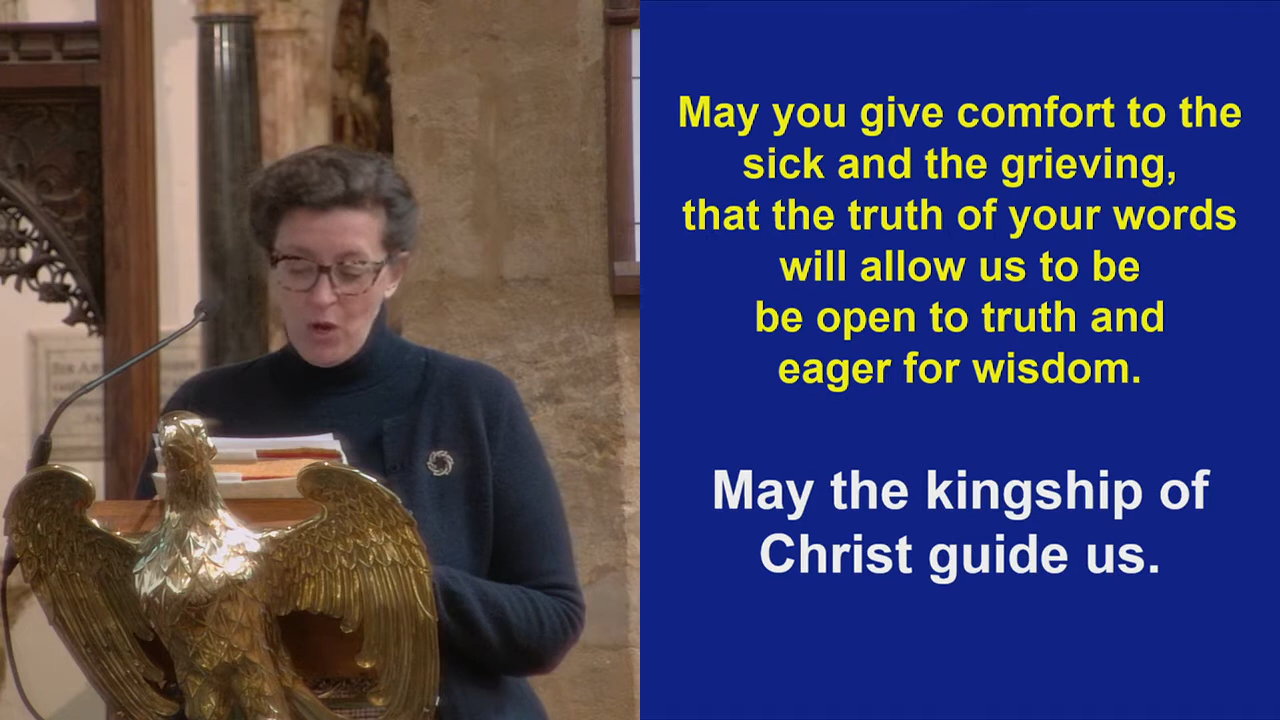 May you give comfort to the
sick and the grieving,
that the truth of your words
will allow us to be
be open to truth and
eager for wisdom.
May the kingship of
Christ guide us.